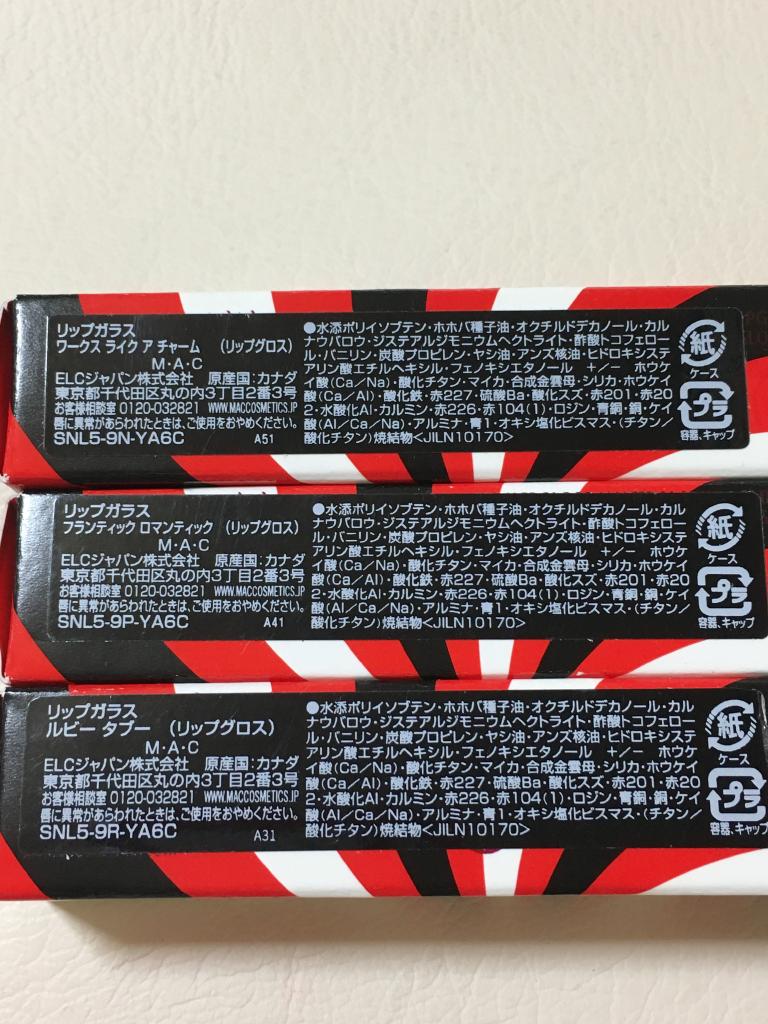 リップガラス
ワークス ライク ア チャーム　（リップグロス）
M・A・C
ELCジャパン株式会社　原産国：カナダ
東京都千代田区丸の内3丁目2番3号
お客様相談室 0120-032821　WWW.MACCOSMETICS.JP
唇に異常があらわれたときは、ご使用をおやめください。
SNL5-9N-YA6C　A51
●水添ポリイソブテン・ホホバ種子油・オクチルドデカノール・カル
ナウバロウ・ジステアルジモニウムヘクトライト・酢酸トコフェロ
ール・バニリン・炭酸プロピレン・ヤシ油・アンズ核油・ヒドロキシステ
アリン酸エチルヘキシル・フェノキシエタノール　+/−　ホウケ
イ酸(Ca/Na)・酸化チタン・マイカ・合成金雲母・シリカ・ホウケイ
酸(Ca/Al)・酸化鉄・赤227・硫酸Ba・酸化スズ・赤201・赤20
2・水酸化Al・カルミン・赤226・赤104(1)・ロジン・青銅・銅・ケイ
酸(Al/Ca/Na)・アルミナ・青1・オキシ塩化ビスマス・(チタン/
酸化チタン)焼結物<JILN10170>
紙
ケース
プラ
容器、キャップ
リップガラス
フランティック ロマンティック　（リップグロス）
M・A・C
ELCジャパン株式会社　原産国：カナダ
東京都千代田区丸の内3丁目2番3号
お客様相談室 0120-032821　WWW.MACCOSMETICS.JP
唇に異常があらわれたときは、ご使用をおやめください。
SNL5-9P-YA6C　A41
●水添ポリイソブテン・ホホバ種子油・オクチルドデカノール・カル
ナウバロウ・ジステアルジモニウムヘクトライト・酢酸トコフェロ
ール・バニリン・炭酸プロピレン・ヤシ油・アンズ核油・ヒドロキシステ
アリン酸エチルヘキシル・フェノキシエタノール　+/−　ホウケ
イ酸(Ca/Na)・酸化チタン・マイカ・合成金雲母・シリカ・ホウケイ
酸(Ca/Al)・酸化鉄・赤227・硫酸Ba・酸化スズ・赤201・赤20
2・水酸化Al・カルミン・赤226・赤104(1)・ロジン・青銅・銅・ケイ
酸(Al/Ca/Na)・アルミナ・青1・オキシ塩化ビスマス・(チタン/
酸化チタン)焼結物<JILN10170>
紙
ケース
プラ
容器、キャップ
リップガラス
ルビー タブー　（リップグロス）
M・A・C
ELCジャパン株式会社　原産国：カナダ
東京都千代田区丸の内3丁目2番3号
お客様相談室 0120-032821　WWW.MACCOSMETICS.JP
唇に異常があらわれたときは、ご使用をおやめください。
SNL5-9R-YA6C　A31
●水添ポリイソブテン・ホホバ種子油・オクチルドデカノール・カル
ナウバロウ・ジステアルジモニウムヘクトライト・酢酸トコフェロ
ール・バニリン・炭酸プロピレン・ヤシ油・アンズ核油・ヒドロキシステ
アリン酸エチルヘキシル・フェノキシエタノール　+/−　ホウケ
イ酸(Ca/Na)・酸化チタン・マイカ・合成金雲母・シリカ・ホウケイ
酸(Ca/Al)・酸化鉄・赤227・硫酸Ba・酸化スズ・赤201・赤20
2・水酸化Al・カルミン・赤226・赤104(1)・ロジン・青銅・銅・ケイ
酸(Al/Ca/Na)・アルミナ・青1・オキシ塩化ビスマス・(チタン/
酸化チタン)焼結物<JILN10170>
紙
ケース
プラ
容器、キャップ